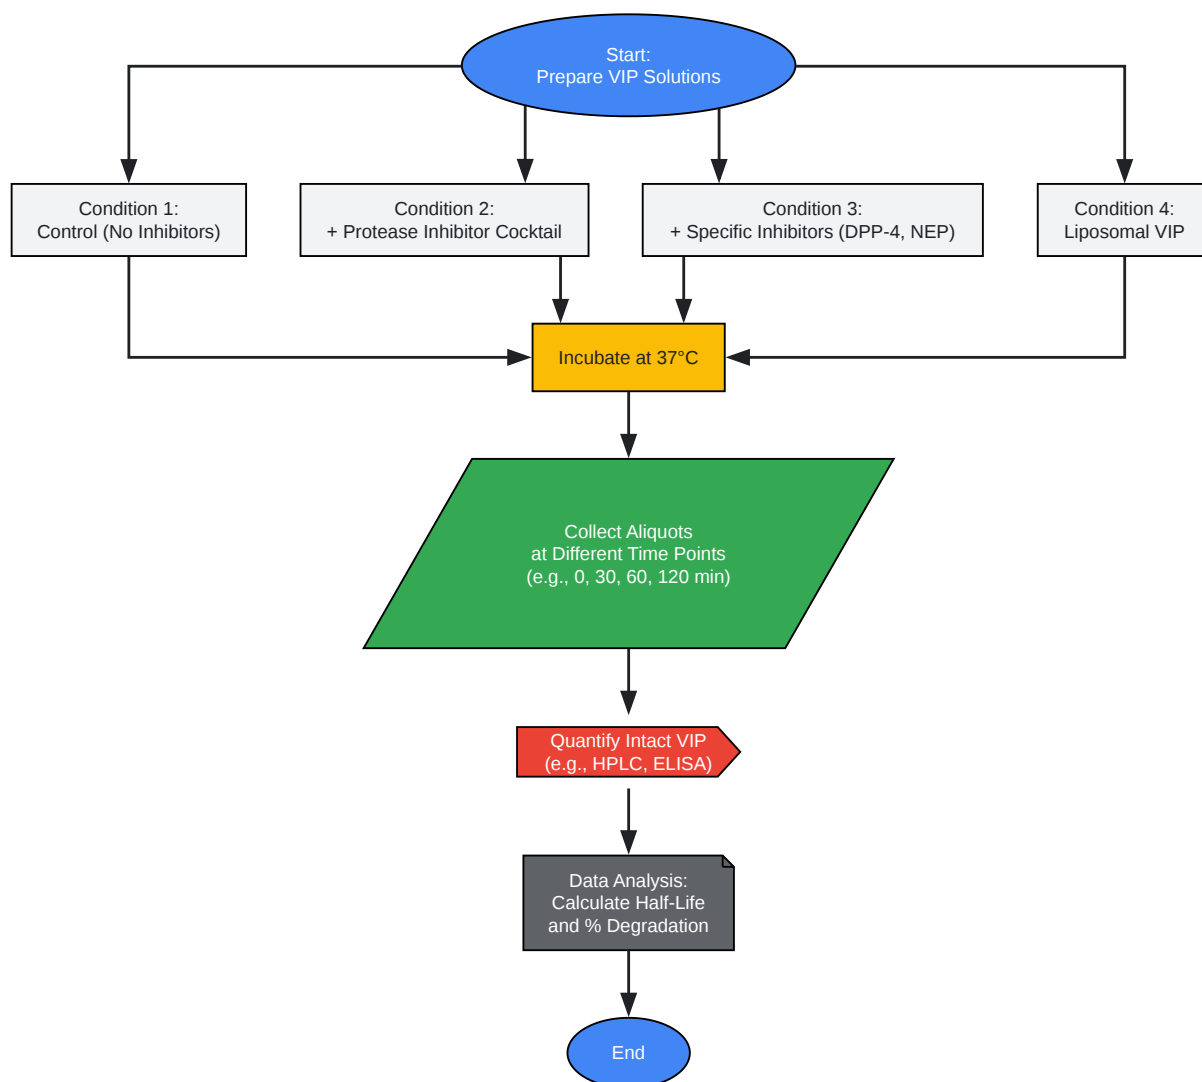 Start:
Prepare VIP Solutions
Condition 1:
Control (No Inhibitors)
Condition 2:
+ Protease Inhibitor Cocktail
Condition 3:
+ Specific Inhibitors (DPP-4, NEP)
Condition 4:
Liposomal VIP
Incubate at 37°C
Collect Aliquots
at Different Time Points
(e.g., 0, 30, 60, 120 min)
Quantify Intact VIP
(e.g., HPLC, ELISA)
Data Analysis:
Calculate Half-Life
and % Degradation
End